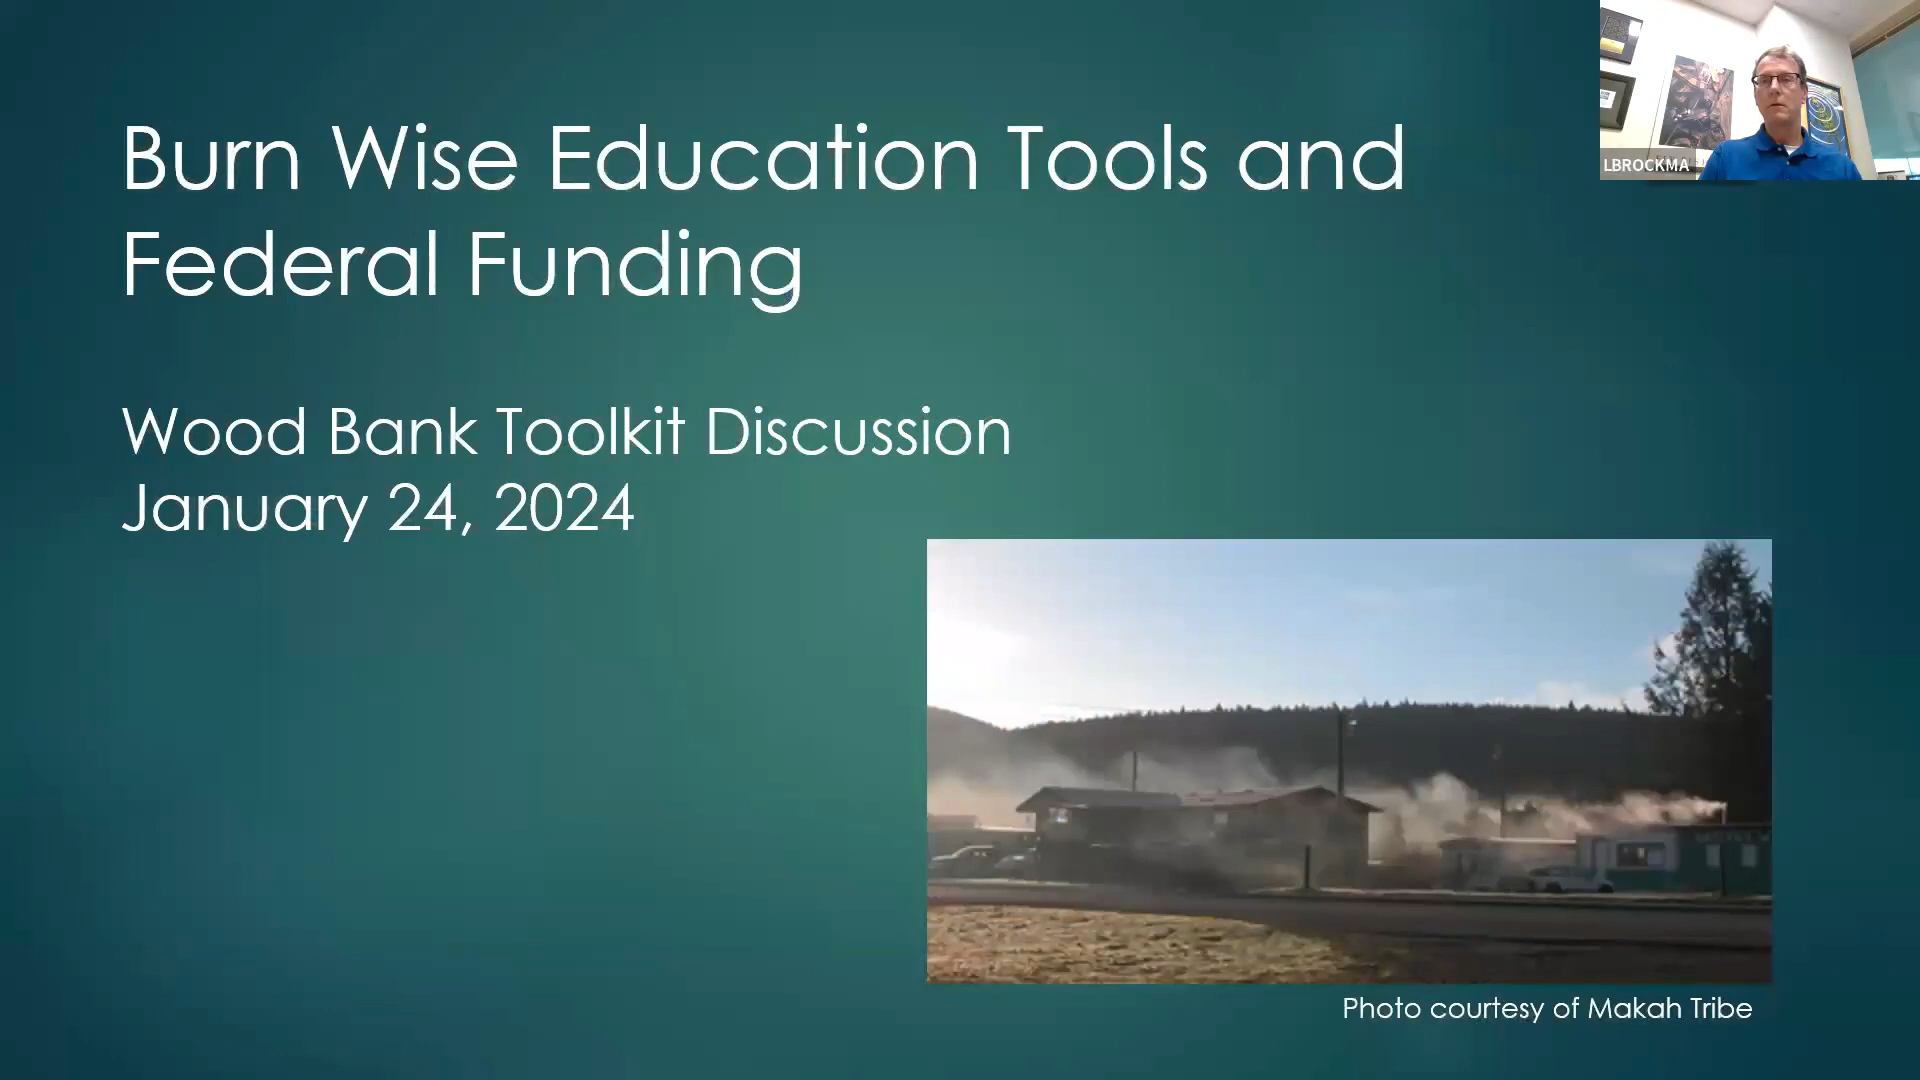 Burn Wise Education Tools and
Federal Funding
Wood Bank Toolkit Discussion
January 24, 2024
LBROCKMA
Photo courtesy of Makah Tribe